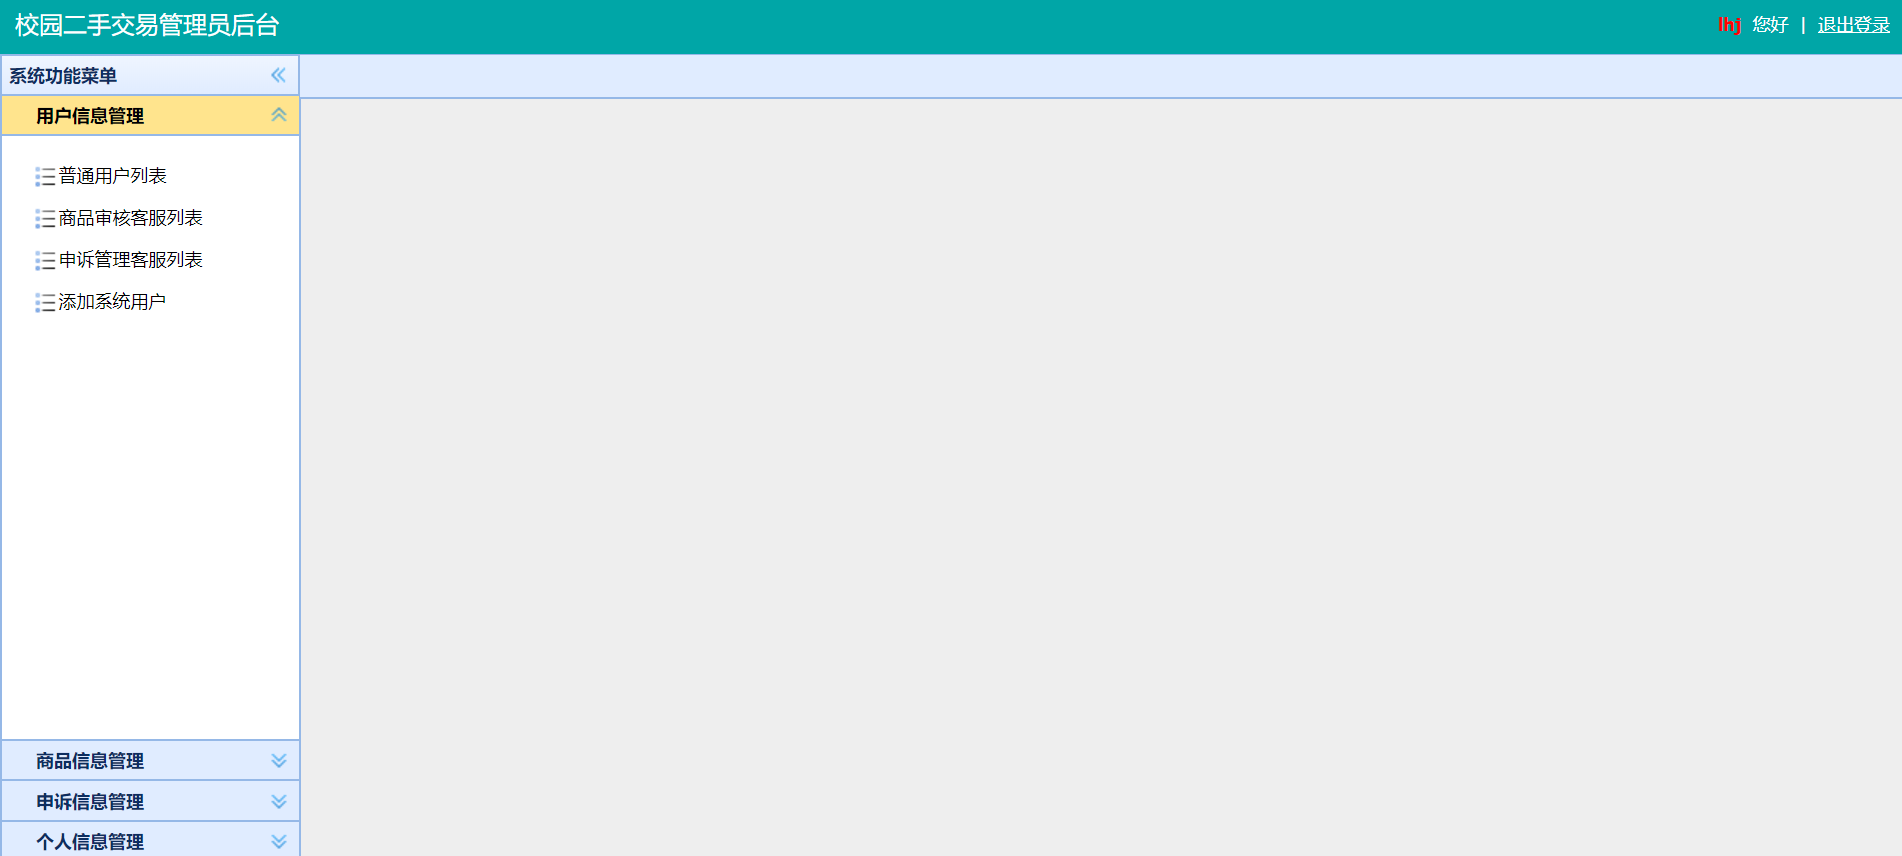 校园二手交易管理员后台
lhj 您好 | 退出登录
系统功能菜单
用户信息管理
普通用户列表
商品审核客服列表
申诉管理客服列表
添加系统用户
商品信息管理
申诉信息管理
个人信息管理